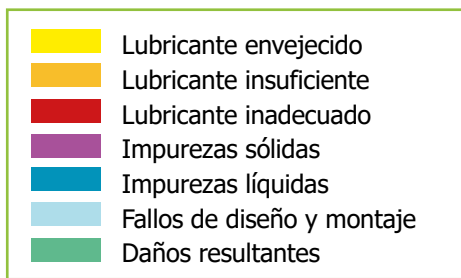 Lubricante envejecido
Lubricante insuficiente
Lubricante inadecuado
Impurezas sólidas
Impurezas líquidas
Fallos de diseño y montaje
Daños resultantes